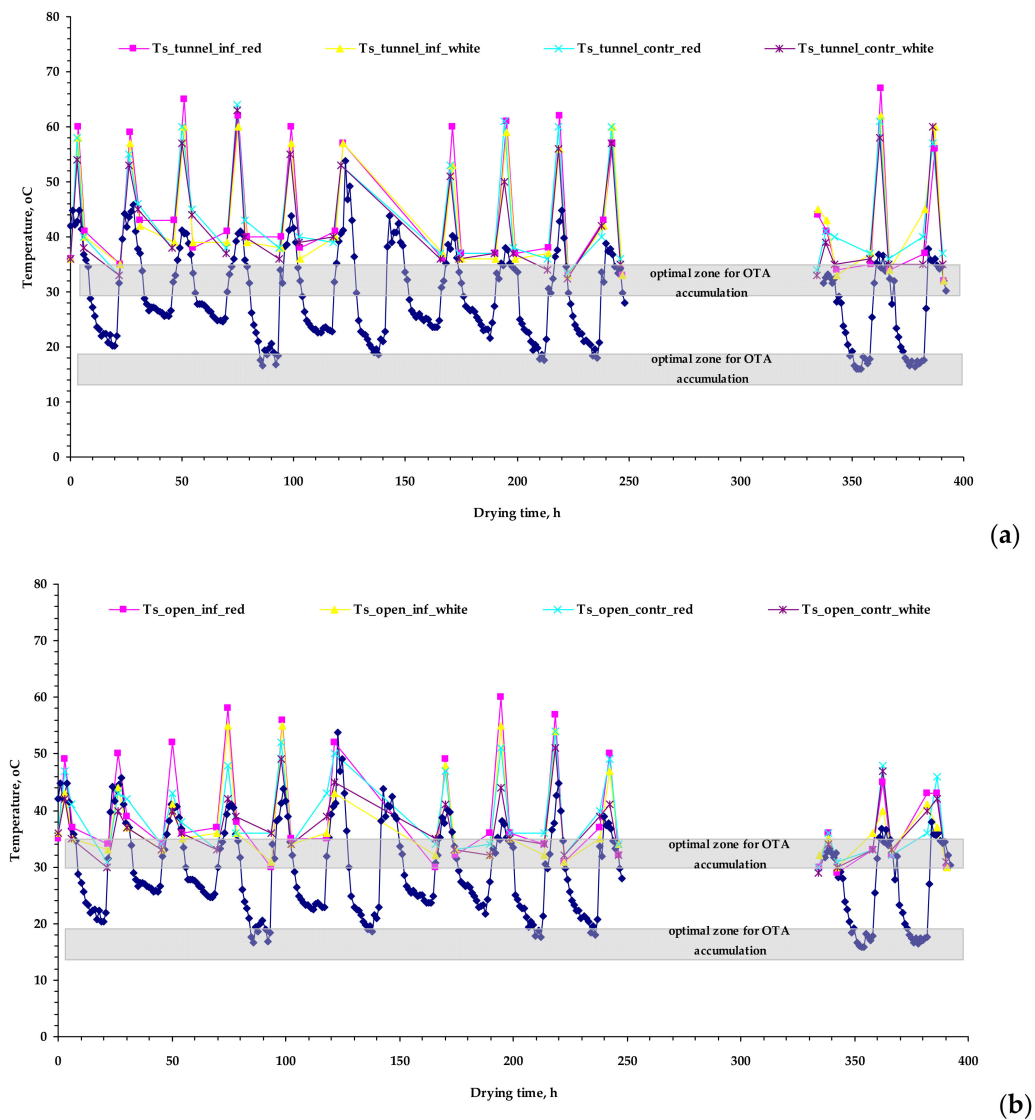 80
70
60
50
40
30
20
10
0
Temperature, oC
Ts_tunnel_inf_red Ts_tunnel_inf_white Ts_tunnel_contr_red Ts_tunnel_contr_white
optimal zone for OTA
accumulation
optimal zone for OTA
accumulation
0 50 100 150 200 250 300 350 400
Drying time, h
(a)
80
70
60
50
40
30
20
10
0
Temperature, oC
Ts_open_inf_red Ts_open_inf_white Ts_open_contr_red Ts_open_contr_white
optimal zone for OTA
accumulation
optimal zone for OTA
accumulation
0 50 100 150 200 250 300 350 400
Drying time, h
(b)